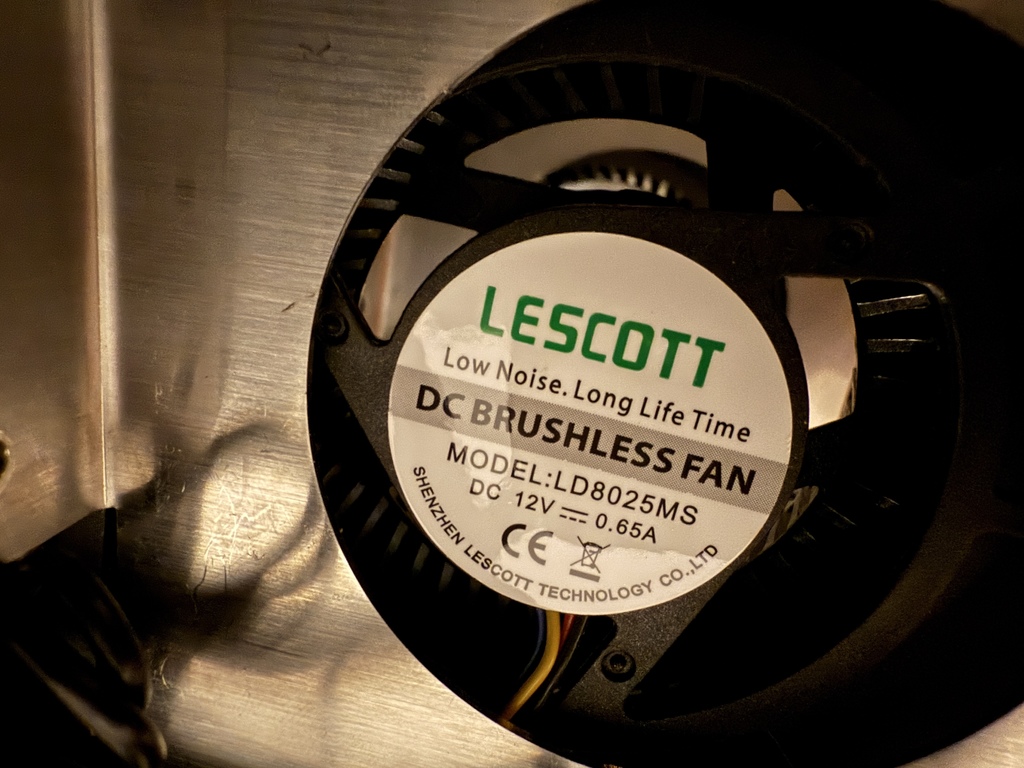 LESCOTT
Low Noise. Long Life Time
DC BRUSHLESS FAN
MODEL:LD8025MS
DC 12V ⎓ 0.65A
CE
SHENZHEN LESCOTT TECHNOLOGY CO.,LTD